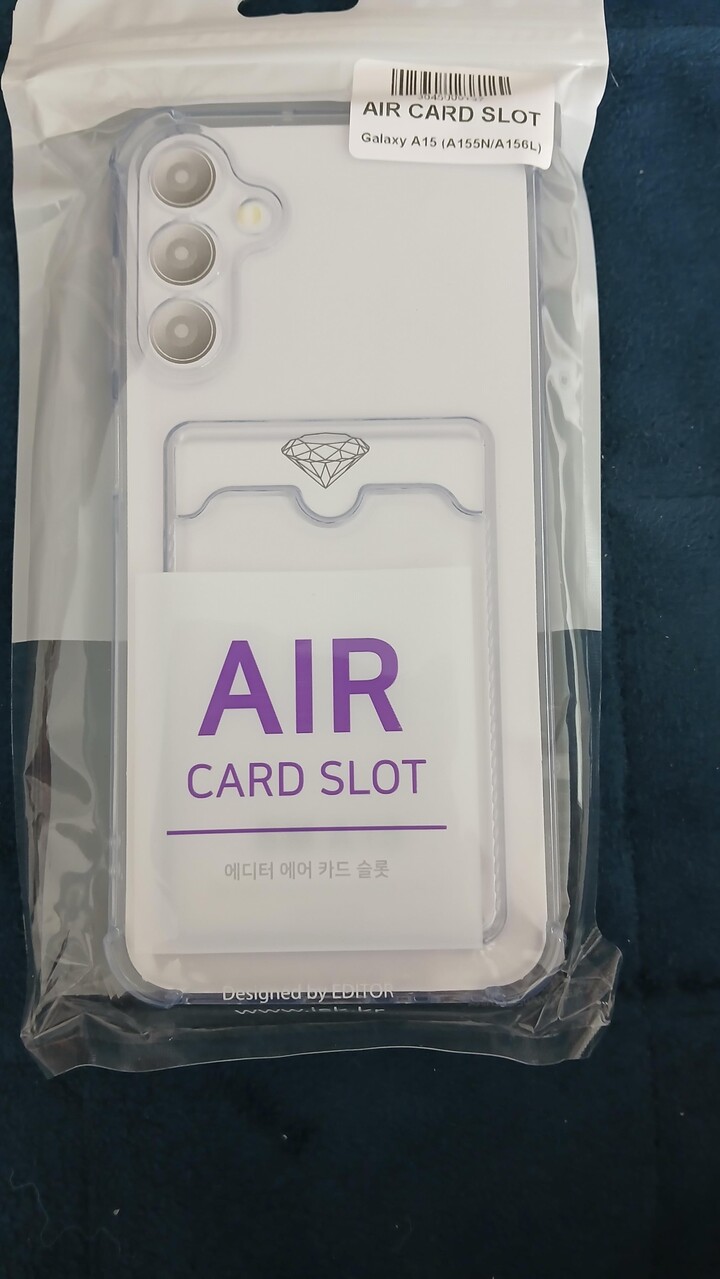 AIR CARD SLOT
Galaxy A15 (A155N/A156L)
AIR
CARD SLOT
에디터 에어 카드 슬롯
Designed by EDITOR